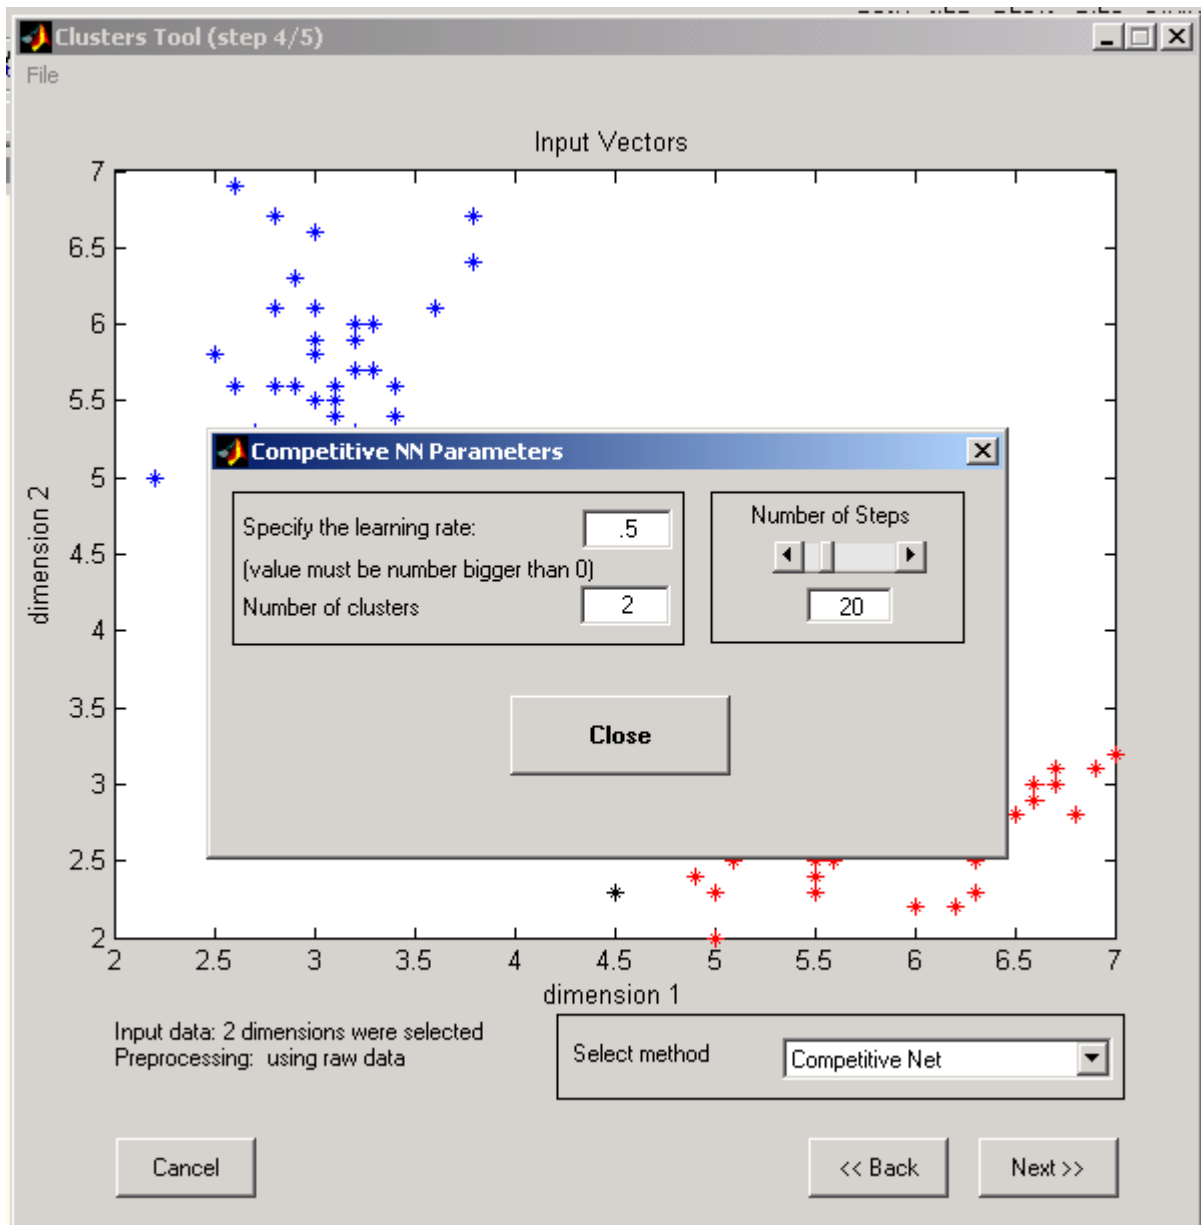 Clusters Tool (step 4/5)
File
Input Vectors
7
6.5
6
5.5
5
4.5
4
3.5
3
2.5
2
dimension 2
Competitive NN Parameters
Specify the learning rate:
.5
(value must be number bigger than 0)
Number of clusters
2
Number of Steps
20
Close
2
2.5
3
3.5
4
4.5
5
5.5
6
6.5
7
dimension 1
Input data: 2 dimensions were selected
Preprocessing: using raw data
Select method
Competitive Net
Cancel
<< Back
Next >>